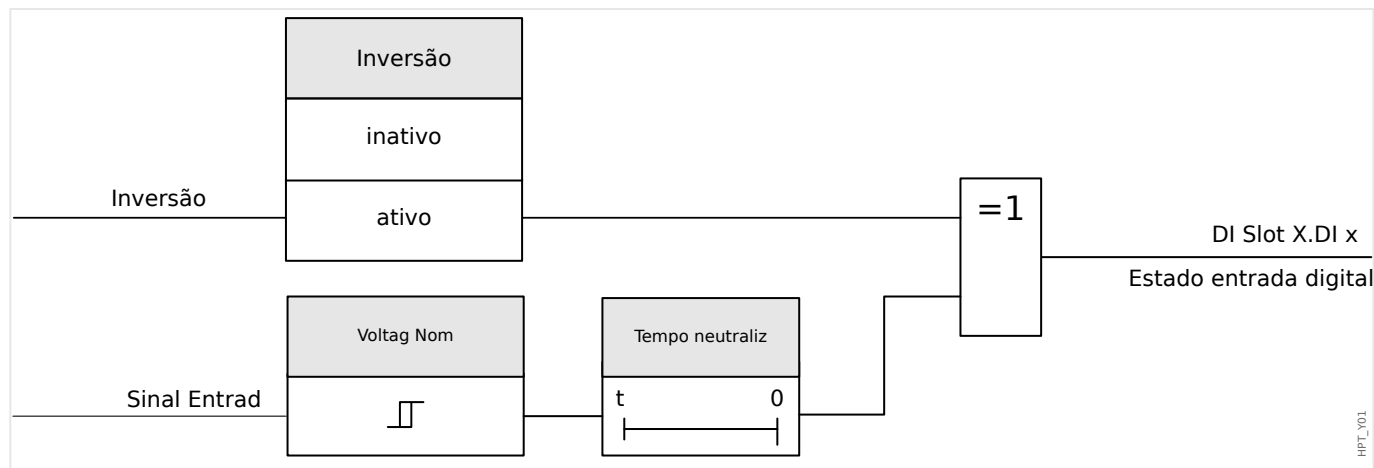 Inversão
inativo
Inversão
ativo
=1
DI Slot X.DI x
Estado entrada digital
Voltag Nom
Tempo neutraliz
Sinal Entrad
t 0
HPT_Y01